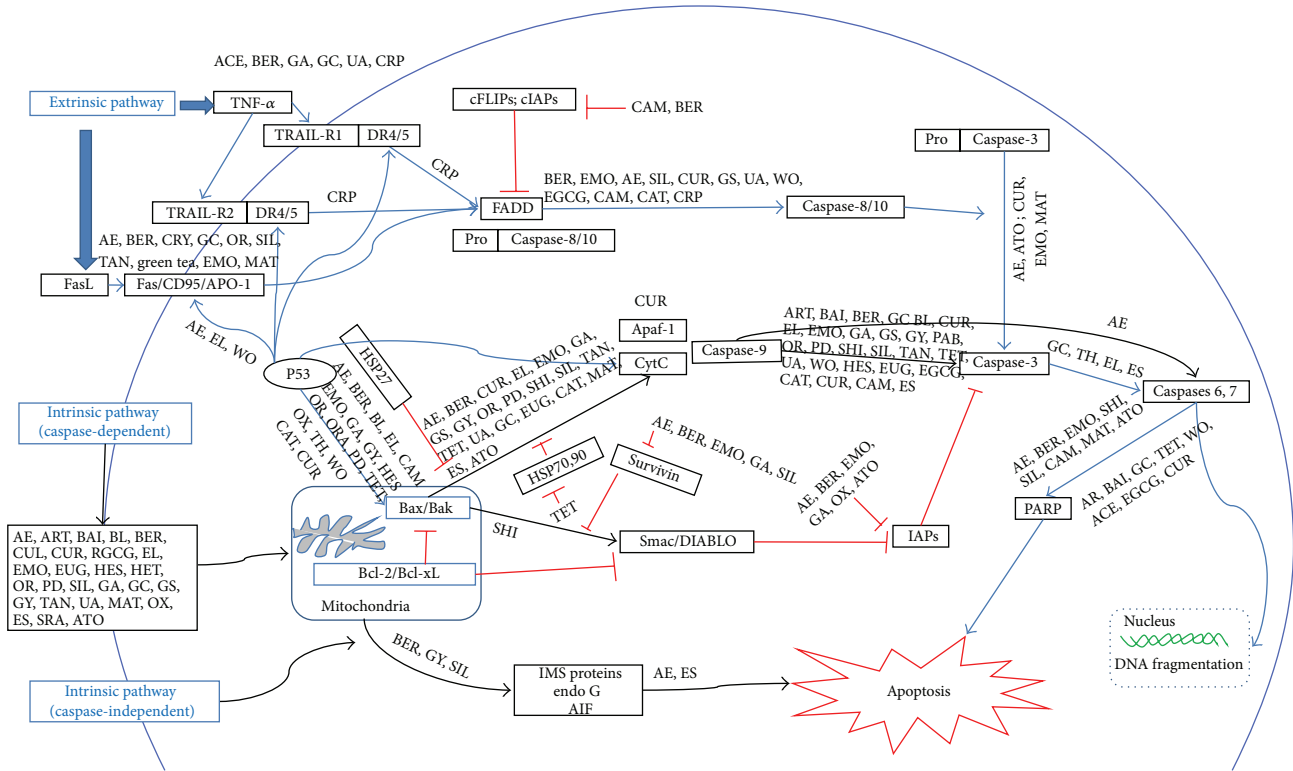 ACE, BER, GA, GC, UA, CRP
Extrinsic pathway
TNF-α
cFLIPs; cIAPs
CAM, BER
TRAIL-R1
DR4/5
Pro
Caspase-3
CRP
TRAIL-R2
DR4/5
CRP
FADD
BER, EMO, AE, SIL, CUR, GS, UA, WO,
EGCG, CAM, CAT, CRP
Caspase-8/10
Pro
Caspase-8/10
AE, ATO ; CUR,
EMO, MAT
AE, BER, CRY, GC, OR, SIL,
TAN, green tea, EMO, MAT
FasL
Fas/CD95/APO-1
AE, EL, WO
P53
HSP27
CUR
Apaf-1
CytC
Caspase-9
ART, BAI, BER, GC BL, CUR,
EL, EMO, GA, GS, GY, PAB,
OR, PD, SHI, SIL, TAN, TET,
UA, WO, HES, EUG, EGCG,
CAT, CUR, CAM, ES
AE
Caspase-3
GC, TH, EL, ES
Caspases 6, 7
AE, BER, BL, EL, CAM
EMO, GA, GY, HES
OR, ORA, PD, TET,
OX, TH, WO
CAT, CUR
AE, BER, CUR, EL, EMO, GA,
GS, GY, OR, PD, SHI, SIL, TAN,
TET, UA, GC, EUG, CAT, MAT,
ES, ATO
Intrinsic pathway
(caspase-dependent)
HSP70,90
TET
Survivin
AE, BER, EMO, GA, SIL
AE, BER, EMO,
GA, OX, ATO
AE, BER, EMO, SHI,
SIL, CAM, MAT, ATO
AR, BAI, GC, TET, WO,
ACE, EGCG, CUR
PARP
AE, ART, BAI, BL, BER,
CUL, CUR, RGCG, EL,
EMO, EUG, HES, HET,
OR, PD, SIL, GA, GC, GS,
GY, TAN, UA, MAT, OX,
ES, SRA, ATO
Bax/Bak
SHI
Smac/DIABLO
IAPs
Bcl-2/Bcl-xL
Mitochondria
Nucleus
DNA fragmentation
BER, GY, SIL
Intrinsic pathway
(caspase-independent)
IMS proteins
endo G
AIF
AE, ES
Apoptosis